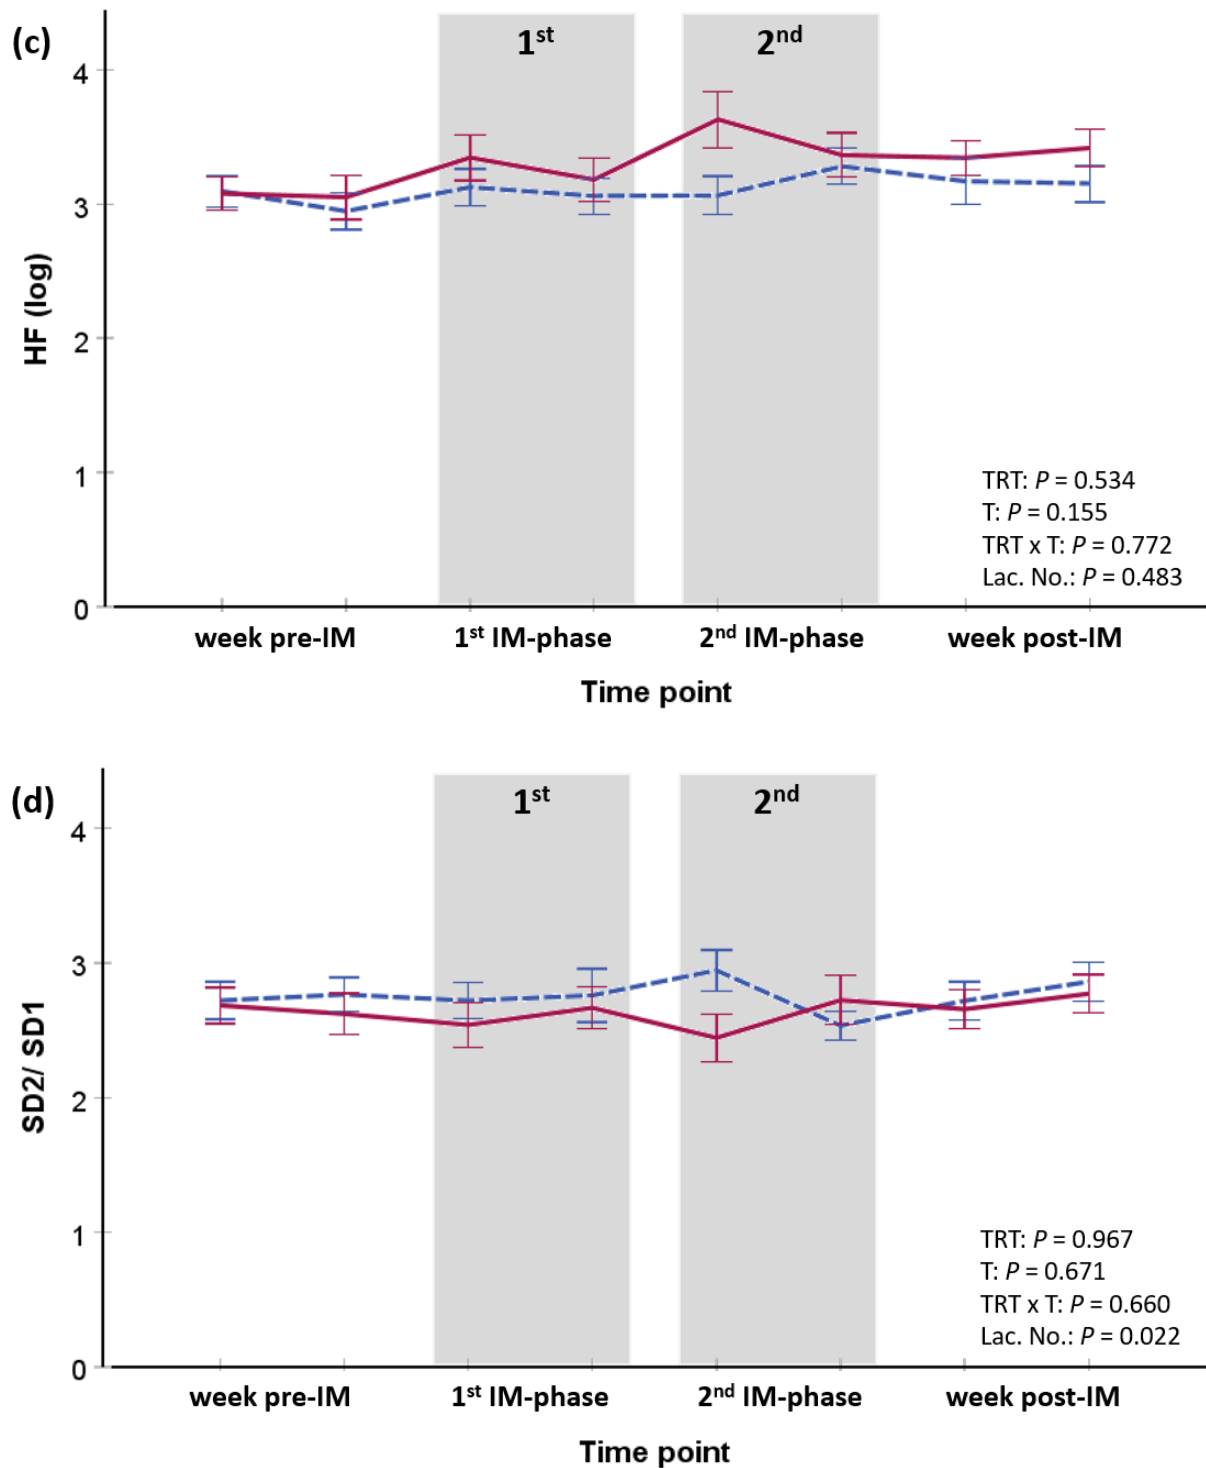 (c)
1st
2nd
4
3
2
1
0
HF (log)
TRT: P = 0.534
T: P = 0.155
TRT x T: P = 0.772
Lac. No.: P = 0.483
week pre-IM
1st IM-phase
2nd IM-phase
week post-IM
Time point
(d)
1st
2nd
4
3
2
1
0
SD2/ SD1
TRT: P = 0.967
T: P = 0.671
TRT x T: P = 0.660
Lac. No.: P = 0.022
week pre-IM
1st IM-phase
2nd IM-phase
week post-IM
Time point